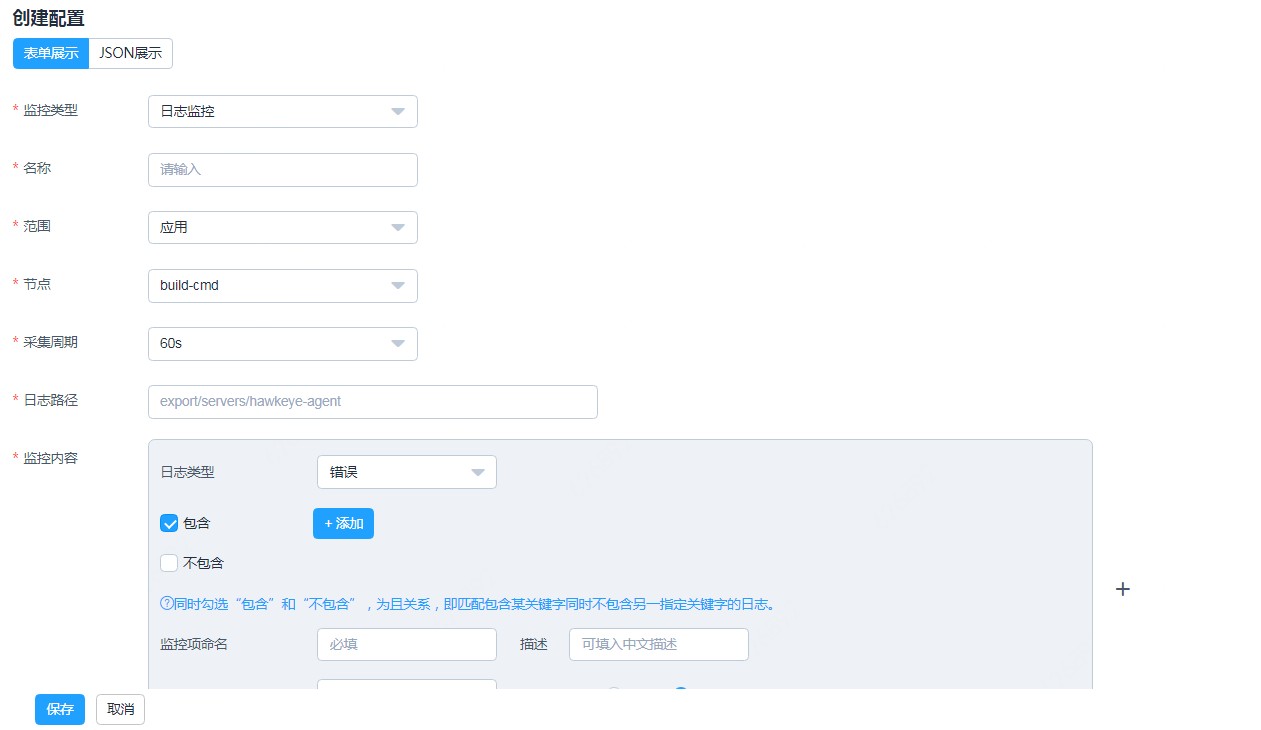 创建配置
表单展示 JSON展示
* 监控类型 日志监控
* 名称 请输入
* 范围 应用
* 节点 build-cmd
* 采集周期 60s
* 日志路径 export/servers/hawkeye-agent
* 监控内容
日志类型 错误
包含 + 添加
不包含
?同时勾选“包含”和“不包含”，为且关系，即匹配包含某关键字同时不包含另一指定关键字的日志。
+
监控项命名 必填 描述 可填入中文描述
保存 取消